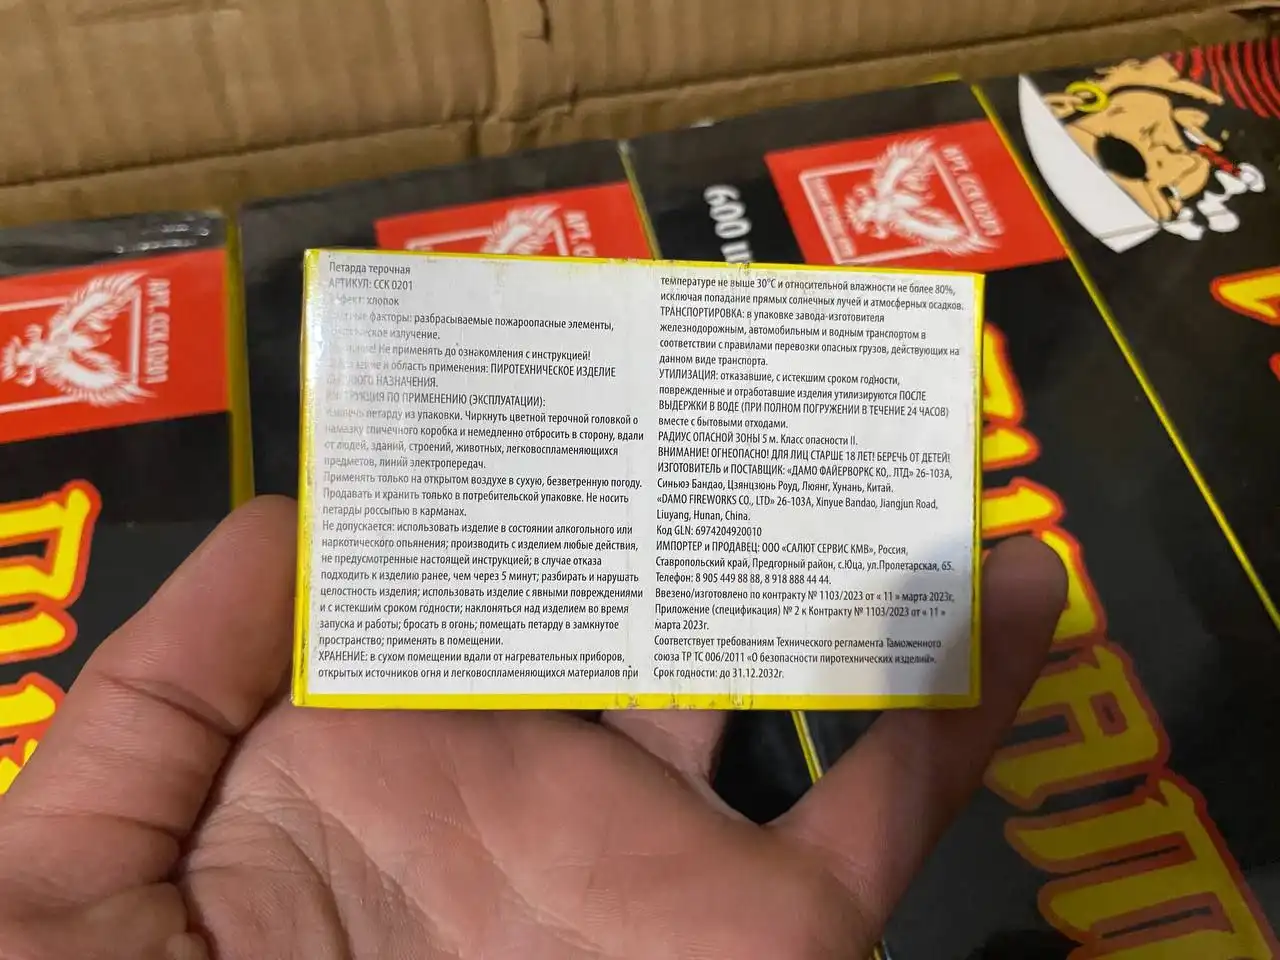 Петарда терочная
АРТИКУЛ: ССК 0201
хлопок
факторы: разбрасываемые пожароопасные элементы,
излучение.
Не применять до ознакомления с инструкцией!
и область применения: ПИРОТЕХНИЧЕСКОЕ ИЗДЕЛИЕ
НАЗНАЧЕНИЯ.
ПО ПРИМЕНЕНИЮ (ЭКСПЛУАТАЦИИ):
петарду из упаковки. Чиркнуть цветной терочной головкой о
намазку спичечного коробка и немедленно отбросить в сторону, вдали
от людей, зданий, строений, животных, легковоспламеняющихся
предметов, линий электропередач.
Применять только на открытом воздухе в сухую, безветренную погоду.
Продавать и хранить только в потребительской упаковке. Не носить
петарды россыпью в карманах.
Не допускается: использовать изделие в состоянии алкогольного или
наркотического опьянения; производить с изделием любые действия,
не предусмотренные настоящей инструкцией; в случае отказа
подходить к изделию ранее, чем через 5 минут; разбирать и нарушать
целостность изделия; использовать изделие с явными повреждениями
и с истекшим сроком годности; наклоняться над изделием во время
запуска и работы; бросать в огонь; помещать петарду в замкнутое
пространство; применять в помещении.
ХРАНЕНИЕ: в сухом помещении вдали от нагревательных приборов,
открытых источников огня и легковоспламеняющихся материалов при
температуре не выше 30°С и относительной влажности не более 80%,
исключая попадание прямых солнечных лучей и атмосферных осадков.
ТРАНСПОРТИРОВКА: в упаковке завода-изготовителя
железнодорожным, автомобильным и водным транспортом в
соответствии с правилами перевозки опасных грузов, действующих на
данном виде транспорта.
УТИЛИЗАЦИЯ: отказавшие, с истекшим сроком годности,
поврежденные и отработавшие изделия утилизируются ПОСЛЕ
ВЫДЕРЖКИ В ВОДЕ (ПРИ ПОЛНОМ ПОГРУЖЕНИИ В ТЕЧЕНИЕ 24 ЧАСОВ)
вместе с бытовыми отходами.
РАДИУС ОПАСНОЙ ЗОНЫ 5 м. Класс опасности II.
ВНИМАНИЕ! ОГНЕОПАСНО! ДЛЯ ЛИЦ СТАРШЕ 18 ЛЕТ! БЕРЕЧЬ ОТ ДЕТЕЙ!
ИЗГОТОВИТЕЛЬ и ПОСТАВЩИК: «ДАМО ФАЙЕРВОРКС КО,. ЛТД» 26-103А,
Синьюэ Бандао, Цзянцзюнь Роуд, Люянг, Хунань, Китай.
«DAMO FIREWORKS CO., LTD» 26-103A, Xinyue Bandao, Jiangjun Road,
Liuyang, Hunan, China.
Код GLN: 6974204920010
ИМПОРТЕР и ПРОДАВЕЦ: ООО «САЛЮТ СЕРВИС КМВ», Россия,
Ставропольский край, Предгорный район, с.Юца, ул.Пролетарская, 65.
Телефон: 8 905 449 88 88, 8 918 888 44 44.
Ввезено/изготовлено по контракту № 1103/2023 от « 11 » марта 2023г,
Приложение (спецификация) № 2 к Контракту № 1103/2023 от « 11 »
марта 2023г.
Соответствует требованиям Технического регламента Таможенного
союза ТР ТС 006/2011 «О безопасности пиротехнических изделий».
Срок годности: до 31.12.2032г.
АРТ. ССК 0201
АРТ. ССК 0201
600